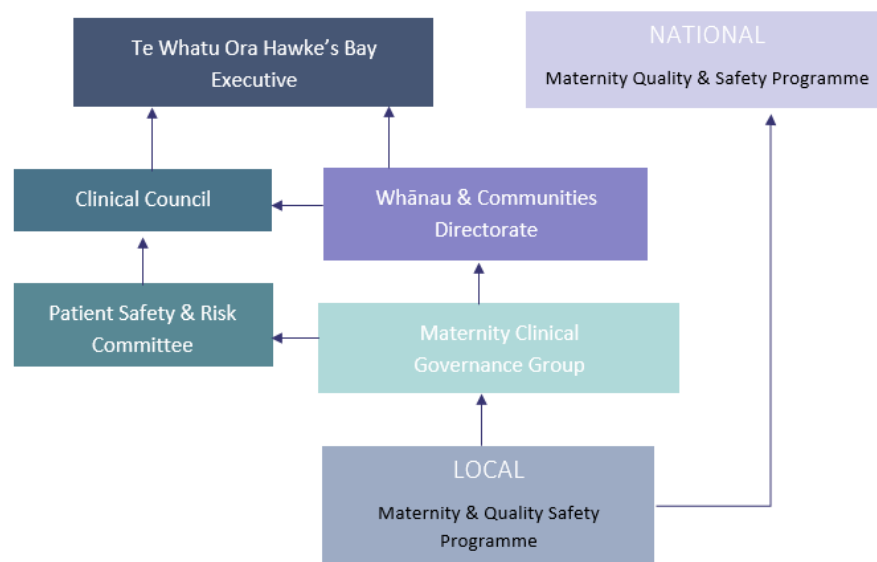 Te Whatu Ora Hawke's Bay
Executive
NATIONAL
Maternity Quality & Safety Programme
Clinical Council
Whānau & Communities
Directorate
Patient Safety & Risk
Committee
Maternity Clinical
Governance Group
LOCAL
Maternity & Quality Safety
Programme